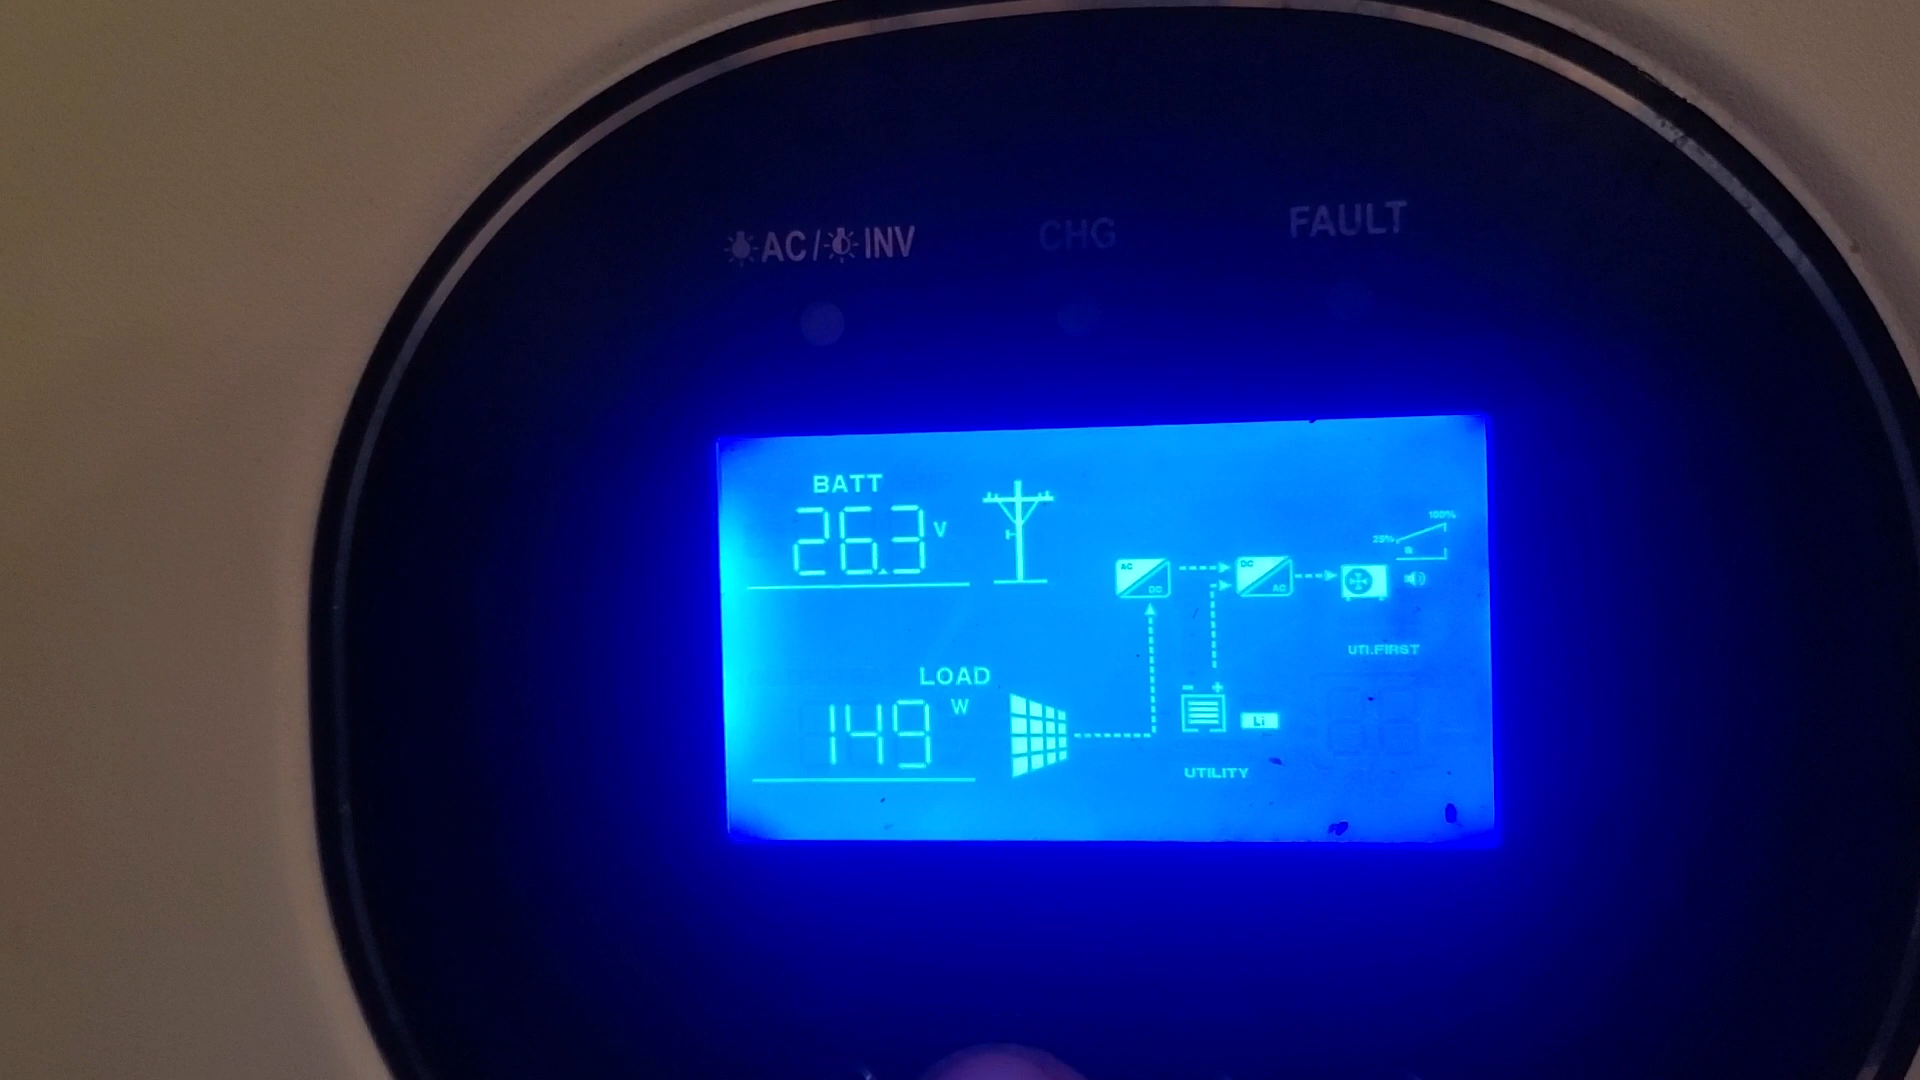 AC/ INV
CHG
FAULT
BATT
26.3 V
100%
25%
AC
DC
DC
AC
UTI.FIRST
LOAD
149 W
- +
Li
UTILITY